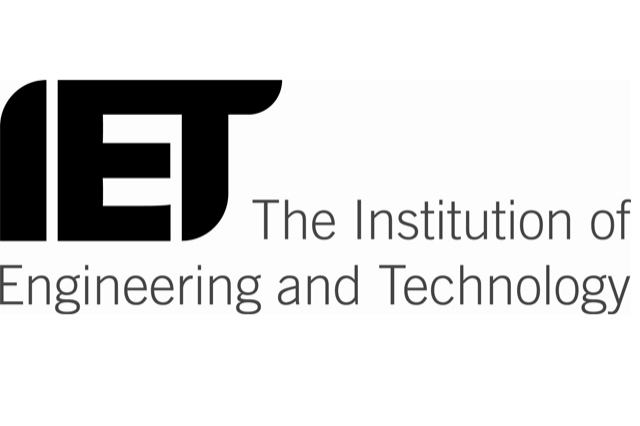 IET The Institution of
Engineering and Technology